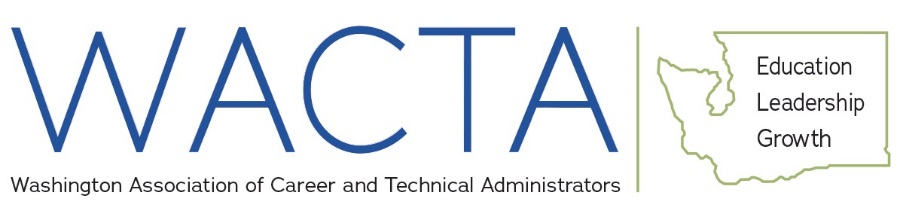 WACTA
Washington Association of Career and Technical Administrators
Education
Leadership
Growth